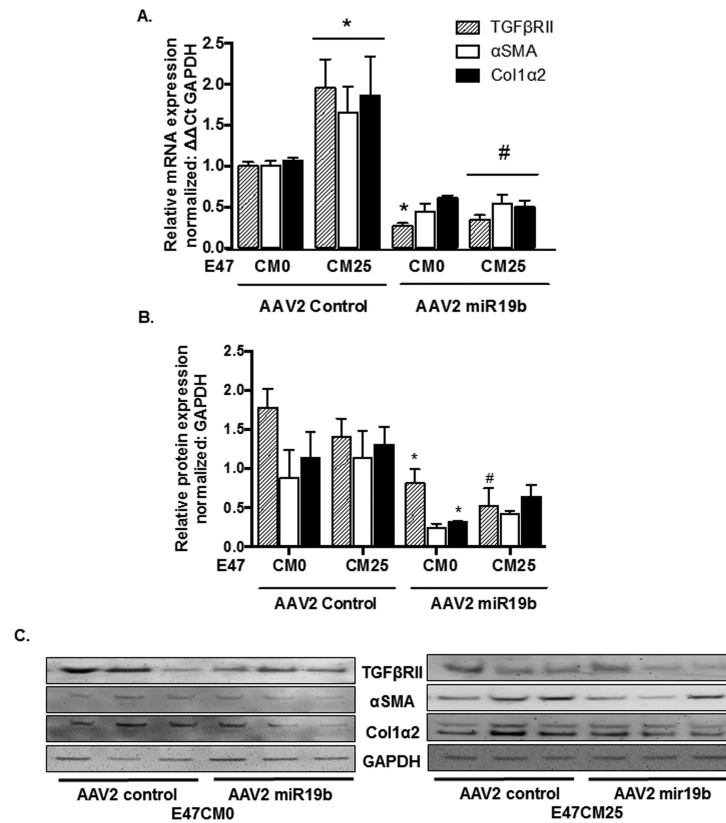 A.
TGFβRII
αSMA
Col1α2
Relative mRNA expression
normalized: ΔΔCt GAPDH
2.5
2.0
1.5
1.0
0.5
0.0
*
*
#
E47 CM0 CM25 CM0 CM25
AAV2 Control AAV2 miR19b
B.
Relative protein expression
normalized: GAPDH
2.5
2.0
1.5
1.0
0.5
0.0
*
*
#
E47 CM0 CM25 CM0 CM25
AAV2 Control AAV2 miR19b
C.
TGFβRII
αSMA
Col1α2
GAPDH
AAV2 control AAV2 miR19b
E47CM0
AAV2 control AAV2 mir19b
E47CM25